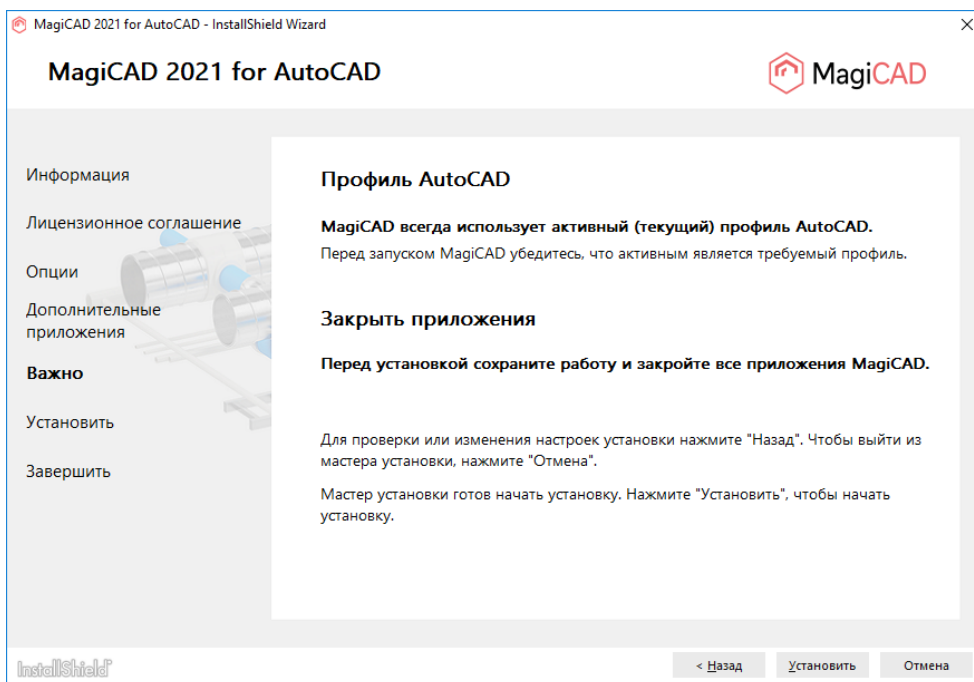 MagiCAD 2021 for AutoCAD - InstallShield Wizard
MagiCAD 2021 for AutoCAD
MagiCAD
Информация
Лицензионное соглашение
Опции
Дополнительные
приложения
Важно
Установить
Завершить
Профиль AutoCAD
MagiCAD всегда использует активный (текущий) профиль AutoCAD.
Перед запуском MagiCAD убедитесь, что активным является требуемый профиль.
Закрыть приложения
Перед установкой сохраните работу и закройте все приложения MagiCAD.
Для проверки или изменения настроек установки нажмите "Назад". Чтобы выйти из
мастера установки, нажмите "Отмена".
Мастер установки готов начать установку. Нажмите "Установить", чтобы начать
установку.
InstallShield®
< Назад
Установить
Отмена